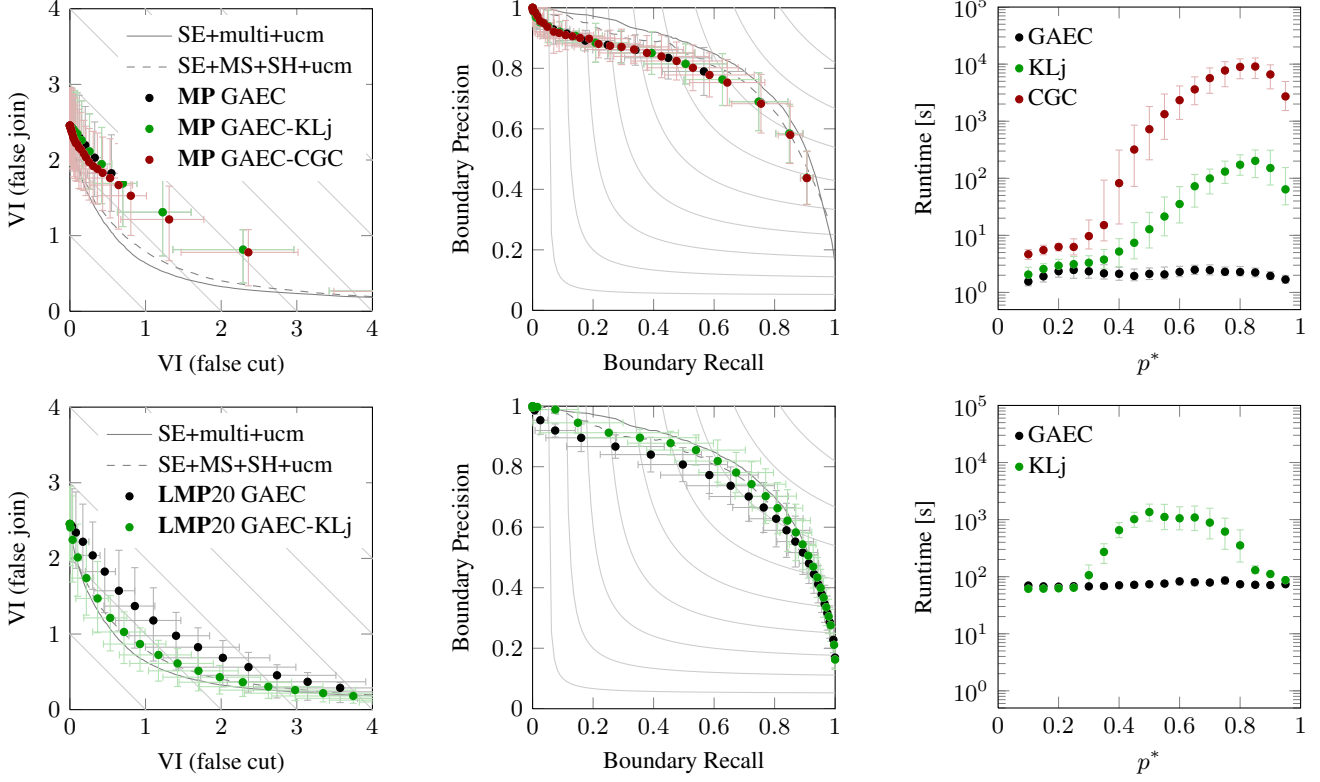 4
3
2
1
0
0
1
2
3
4
VI (false join)
VI (false cut)
SE+multi+ucm
SE+MS+SH+ucm
MP GAEC
MP GAEC-KLj
MP GAEC-CGC
1
0.8
0.6
0.4
0.2
0
0
0.2
0.4
0.6
0.8
1
Boundary Precision
Boundary Recall
10^5
10^4
10^3
10^2
10^1
10^0
0
0.2
0.4
0.6
0.8
1
Runtime [s]
p*
GAEC
KLj
CGC
4
3
2
1
0
0
1
2
3
4
VI (false join)
VI (false cut)
SE+multi+ucm
SE+MS+SH+ucm
LMP20 GAEC
LMP20 GAEC-KLj
1
0.8
0.6
0.4
0.2
0
0
0.2
0.4
0.6
0.8
1
Boundary Precision
Boundary Recall
10^5
10^4
10^3
10^2
10^1
10^0
0
0.2
0.4
0.6
0.8
1
Runtime [s]
p*
GAEC
KLj